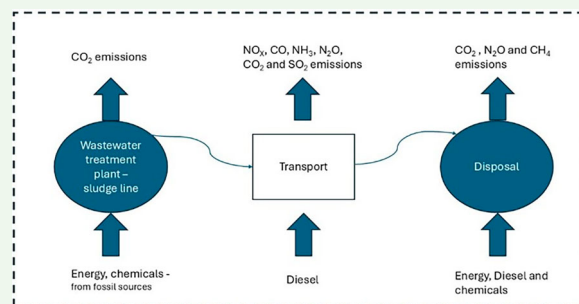 CO₂ emissions
NOₓ, CO, NH₃, N₂O,
CO₂ and SO₂ emissions
CO₂ , N₂O and CH₄
emissions
Wastewater
treatment
plant –
sludge line
Transport
Disposal
Energy, chemicals -
from fossil sources
Diesel
Energy, Diesel and
chemicals